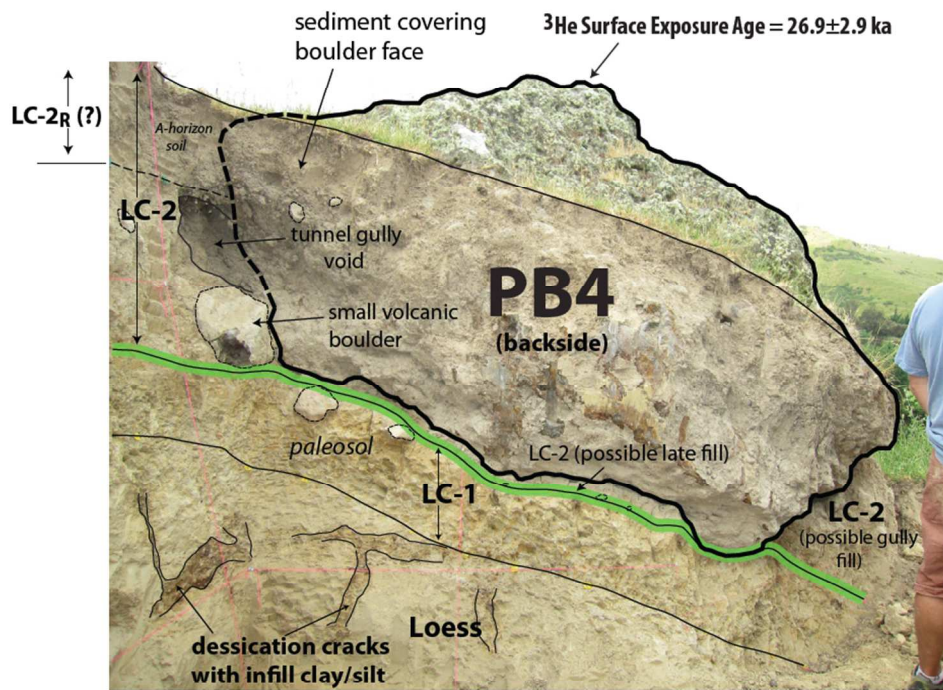 sediment covering
boulder face
³He Surface Exposure Age = 26.9±2.9 ka
LC-2R (?)
A-horizon
soil
LC-2
tunnel gully
void
small volcanic
boulder
PB4
(backside)
paleosol
LC-2 (possible late fill)
LC-1
LC-2
(possible gully
fill)
Loess
dessication cracks
with infill clay/silt